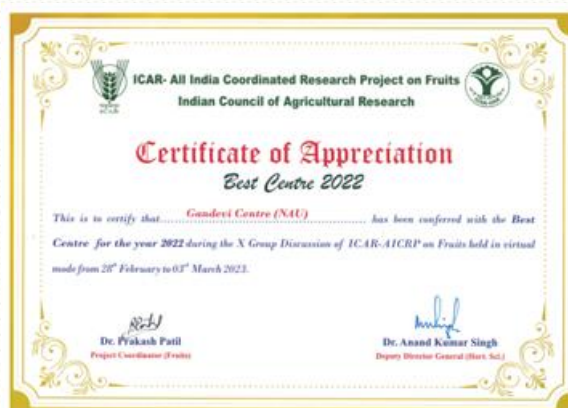 ICAR- All India Coordinated Research Project on Fruits
Indian Council of Agricultural Research
Certificate of Appreciation
Best Centre 2022
This is to certify that......Gandevi Centre (NAU)......has been conferred with the Best
Centre for the year 2022 during the X Group Discussion of ICAR-AICRP on Fruits held in virtual
mode from 28th February to 03rd March 2023.
Dr. Prakash Patil
Project Coordinator (Fruits)
Dr. Anand Kumar Singh
Deputy Director General (Hort. Sci.)